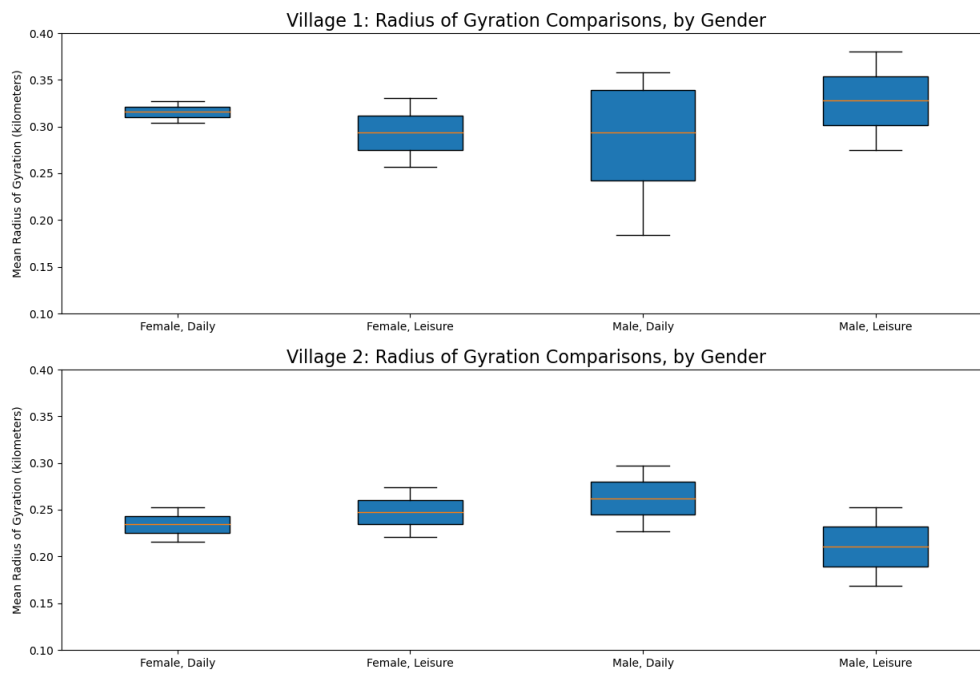 Village 1: Radius of Gyration Comparisons, by Gender
Mean Radius of Gyration (kilometers)
0.40
0.35
0.30
0.25
0.20
0.15
0.10
Female, Daily
Female, Leisure
Male, Daily
Male, Leisure
Village 2: Radius of Gyration Comparisons, by Gender
Mean Radius of Gyration (kilometers)
0.40
0.35
0.30
0.25
0.20
0.15
0.10
Female, Daily
Female, Leisure
Male, Daily
Male, Leisure